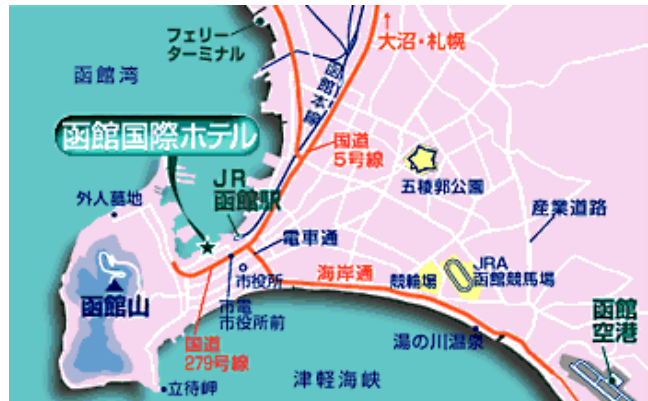 フェリー
ターミナル
大沼・札幌
函館湾
函館本線
函館国際ホテル
国道
5号線
五稜郭公園
JR
函館駅
外人墓地
産業道路
電車通
市役所
海岸通
競輪場
JRA
函館競馬場
函館山
市電
市役所前
函館
空港
国道
279号線
湯の川温泉
立待岬
津軽海峡